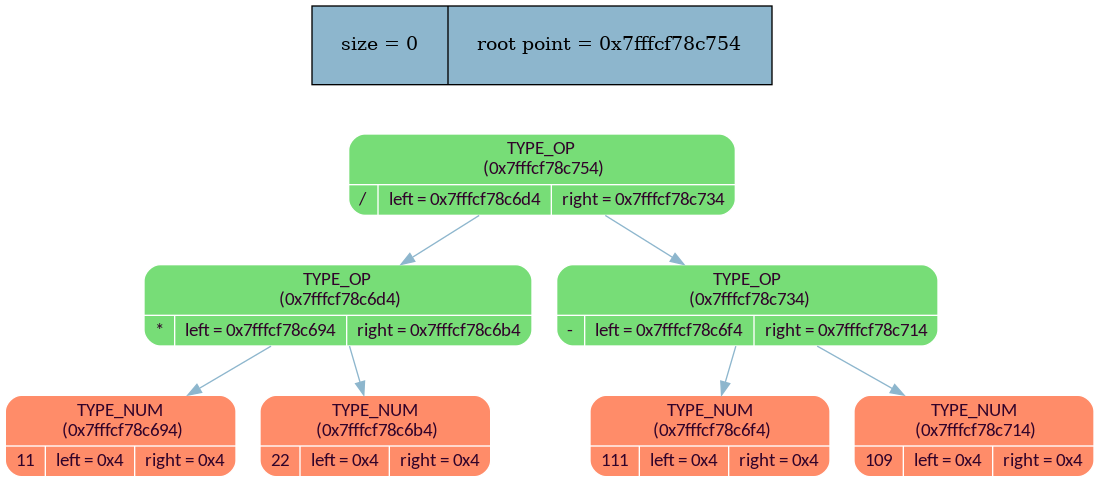 size = 0 root point = 0x7fffcf78c754
TYPE_OP
(0x7fffcf78c754)
/ left = 0x7fffcf78c6d4 right = 0x7fffcf78c734
TYPE_OP
(0x7fffcf78c6d4)
* left = 0x7fffcf78c694 right = 0x7fffcf78c6b4
TYPE_OP
(0x7fffcf78c734)
- left = 0x7fffcf78c6f4 right = 0x7fffcf78c714
TYPE_NUM
(0x7fffcf78c694)
11 left = 0x4 right = 0x4
TYPE_NUM
(0x7fffcf78c6b4)
22 left = 0x4 right = 0x4
TYPE_NUM
(0x7fffcf78c6f4)
111 left = 0x4 right = 0x4
TYPE_NUM
(0x7fffcf78c714)
109 left = 0x4 right = 0x4